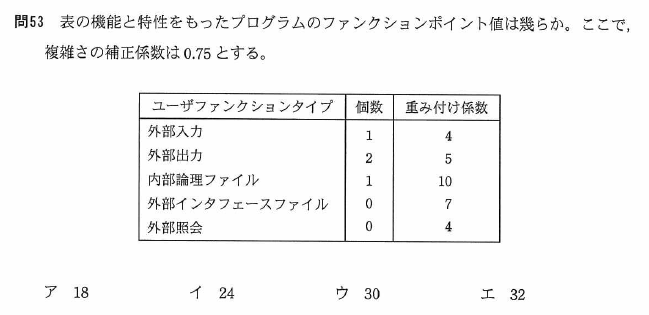 問53 表の機能と特性をもったプログラムのファンクションポイント値は幾らか。ここで,
複雑さの補正係数は0.75とする。
ユーザファンクションタイプ 個数 重み付け係数
外部入力 1 4
外部出力 2 5
内部論理ファイル 1 10
外部インタフェースファイル 0 7
外部照会 0 4
ア 18 イ 24 ウ 30 エ 32